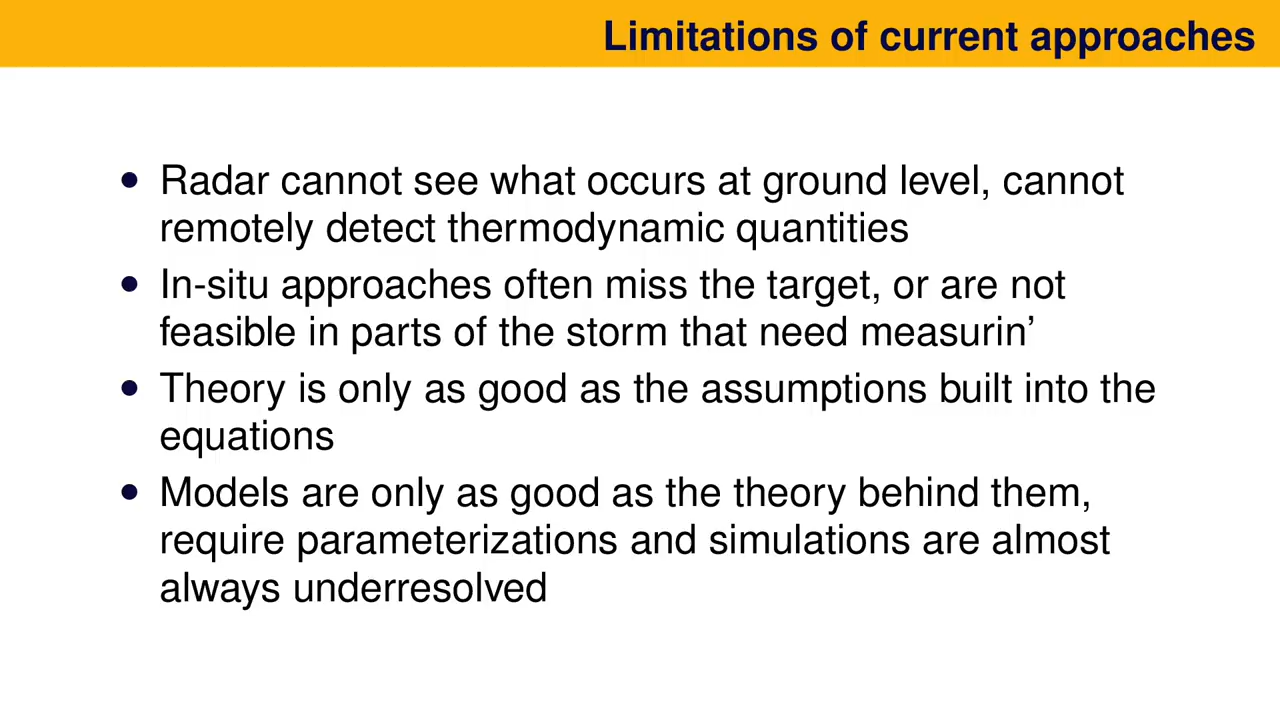 Limitations of current approaches
• Radar cannot see what occurs at ground level, cannot
remotely detect thermodynamic quantities
• In-situ approaches often miss the target, or are not
feasible in parts of the storm that need measurin’
• Theory is only as good as the assumptions built into the
equations
• Models are only as good as the theory behind them,
require parameterizations and simulations are almost
always underresolved